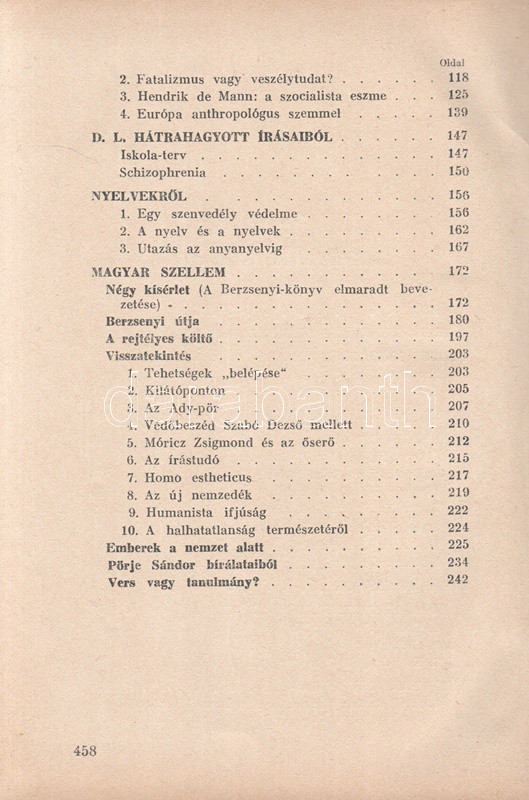 Oldal
2. Fatalizmus vagy veszélytudat? . . . . . . 118
3. Hendrik de Mann: a szocialista eszme . . . 125
4. Európa anthropológus szemmel . . . . . . 139
D. L. HÁTRAHAGYOTT ÍRÁSAIBÓL . . . . . . 147
Iskola-terv . . . . . . . . . . . . . 147
Schizophrenia . . . . . . . . . . . . 150
NYELVEKRŐL . . . . . . . . . . . . . 156
1. Egy szenvedély védelme . . . . . . . . 156
2. A nyelv és a nyelvek . . . . . . . . . 162
3. Utazás az anyanyelvig . . . . . . . . . 167
MAGYAR SZELLEM . . . . . . . . . . . . 172
Négy kísérlet (A Berzsenyi-könyv elmaradt beve-
zetése) . . . . . . . . . . . . . . . 172
Berzsenyi útja . . . . . . . . . . . . . 180
A rejtélyes költő . . . . . . . . . . . . 197
Visszatekintés . . . . . . . . . . . . . 203
1. Tehetségek „belépése“ . . . . . . . . . 203
2. Kilátóponton . . . . . . . . . . . . 205
3. Az Ady-pör . . . . . . . . . . . . . 207
4. Védőbeszéd Szabó Dezső mellett . . . . . 210
5. Móricz Zsigmond és az őserő . . . . . . 212
6. Az írástudó . . . . . . . . . . . . . 215
7. Homo estheticus . . . . . . . . . . . 217
8. Az új nemzedék . . . . . . . . . . . 219
9. Humanista ifjúság . . . . . . . . . . 222
10. A halhatatlanság természetéről . . . . . . 224
Emberek a nemzet alatt . . . . . . . . . . 225
Pörje Sándor bírálataiból . . . . . . . . . 234
Vers vagy tanulmány? . . . . . . . . . . 242
458
darabanth